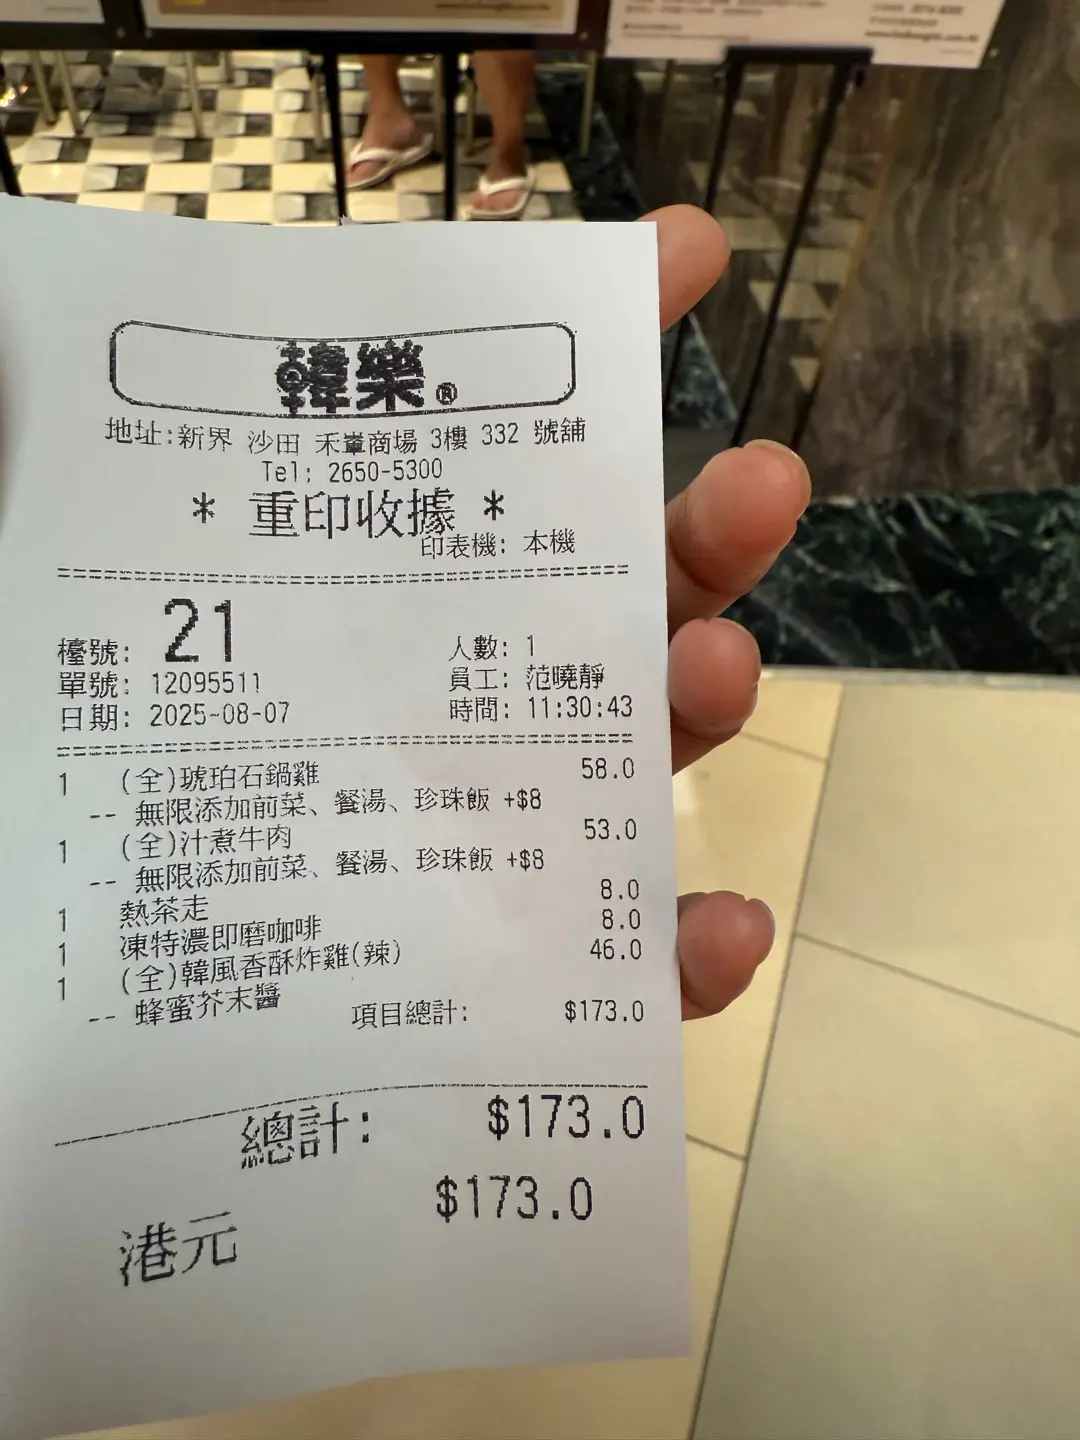 韓樂®
地址:新界 沙田 禾輋商場 3樓 332 號舖
Tel: 2650-5300
* 重印收據 *
印表機: 本機
檯號: 21 人數: 1
單號: 12095511 員工: 范曉靜
日期: 2025-08-07 時間: 11:30:43
1 (全)琥珀石鍋雞 58.0
-- 無限添加前菜、餐湯、珍珠飯 +$8
1 (全)汁煮牛肉 53.0
-- 無限添加前菜、餐湯、珍珠飯 +$8
1 熱茶走 8.0
1 凍特濃即磨咖啡 8.0
1 (全)韓風香酥炸雞(辣) 46.0
-- 蜂蜜芥末醬
項目總計: $173.0
總計: $173.0
$173.0
港元